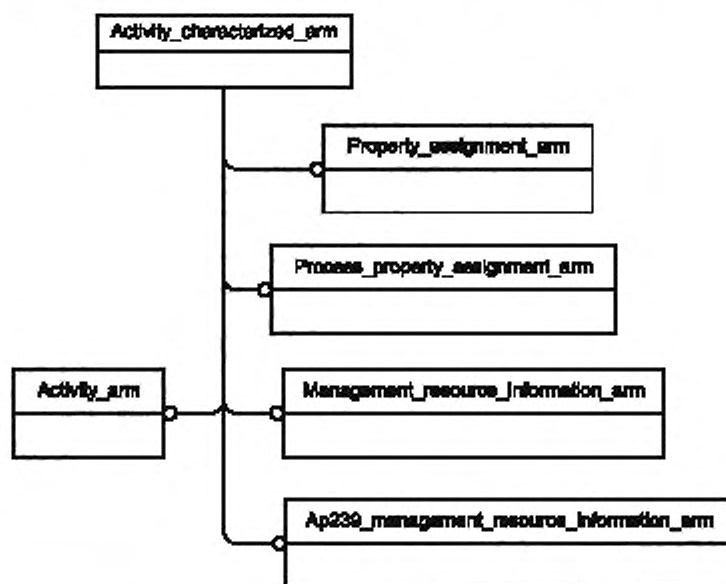 Activity_characterized_arm
Property_assignment_arm
Process_property_assignment_arm
Activity_arm
Management_resource_information_arm
Ap239_management_resource_information_arm